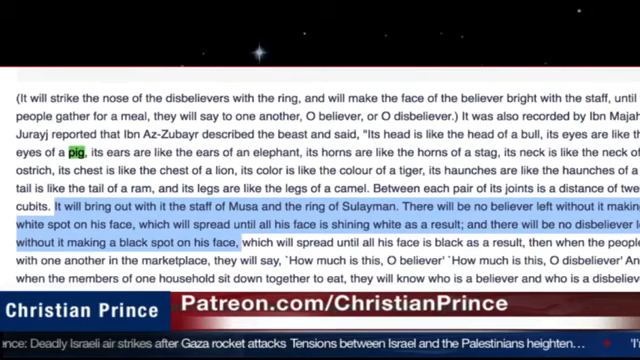 (It will strike the nose of the disbelievers with the ring, and will make the face of the believer bright with the staff, until
people gather for a meal, they will say to one another, O believer, or O disbeliever.) It was also recorded by Ibn Majah
Jurayj reported that Ibn Az-Zubayr described the beast and said, "Its head is like the head of a bull, its eyes are like the
eyes of a pig, its ears are like the ears of an elephant, its horns are like the horns of a stag, its neck is like the neck of
ostrich, its chest is like the chest of a lion, its color is like the colour of a tiger, its haunches are like the haunches of a
tail is like the tail of a ram, and its legs are like the legs of a camel. Between each pair of its joints is a distance of twe
cubits. It will bring out with it the staff of Musa and the ring of Sulayman. There will be no believer left without it making
white spot on his face, which will spread until all his face is shining white as a result; and there will be no disbeliever le
without it making a black spot on his face, which will spread until all his face is black as a result, then when the people
with one another in the marketplace, they will say, `How much is this, O believer' `How much is this, O disbeliever' And
when the members of one household sit down together to eat, they will know who is a believer and who is a disbelie
Christian Prince
Patreon.com/ChristianPrince
ence: Deadly Israeli air strikes after Gaza rocket attacks Tensions between Israel and the Palestinians heighten…